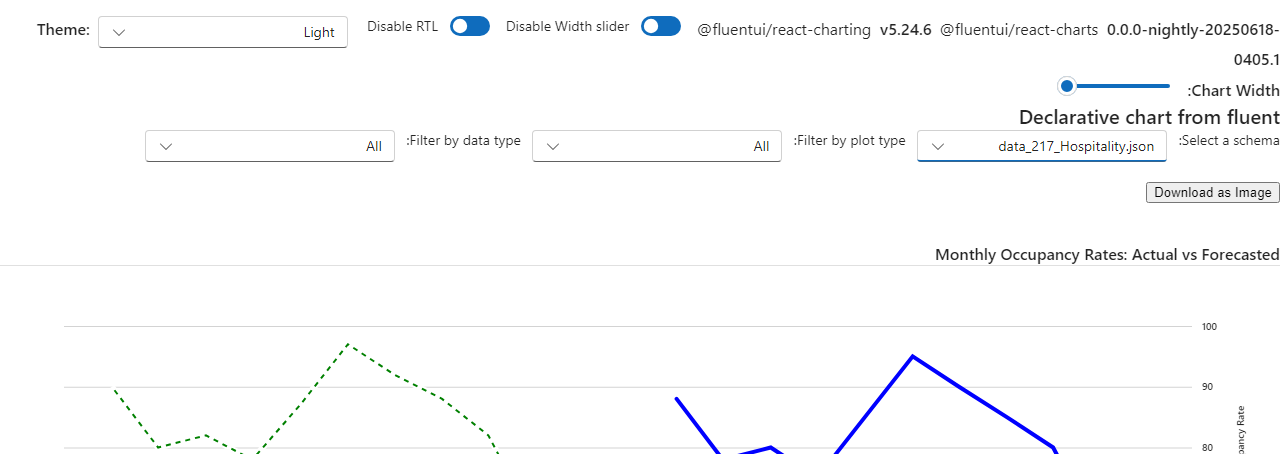 Theme: Light Disable RTL Disable Width slider @fluentui/react-charting v5.24.6 @fluentui/react-charts 0.0.0-nightly-20250618-
0405.1
:Chart Width
Declarative chart from fluent
:Select a schema data_217_Hospitality.json :Filter by plot type All :Filter by data type All
Download as Image
Monthly Occupancy Rates: Actual vs Forecasted
100
90
80
Rate